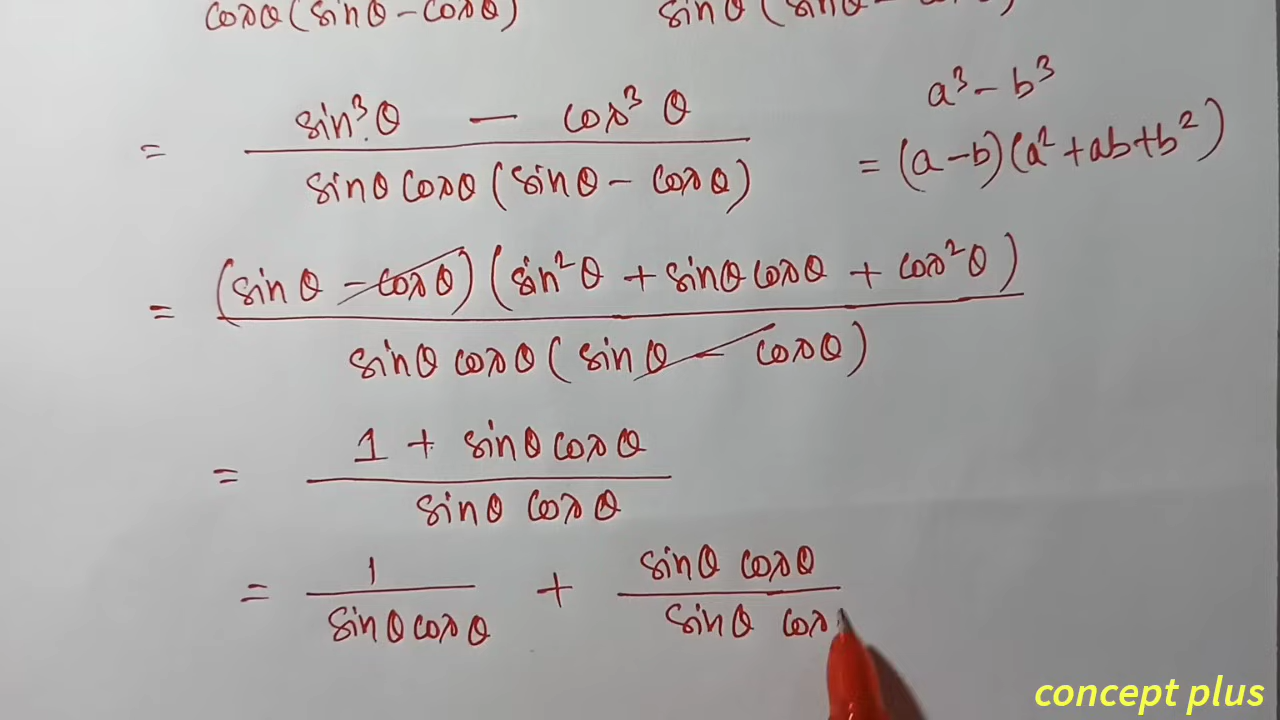 cosθ(sinθ-cosθ) sinθ(sinθ
= sin³θ - cos³θ a³-b³
sinθ cosθ (sinθ - cosθ) = (a-b)(a²+ab+b²)
= (sinθ - cosθ)(sin²θ + sinθ cosθ + cos²θ)
sinθ cosθ (sinθ - cosθ)
= 1 + sinθ cosθ
sinθ cosθ
= 1 + sinθ cosθ
sinθ cosθ sinθ cos
concept plus